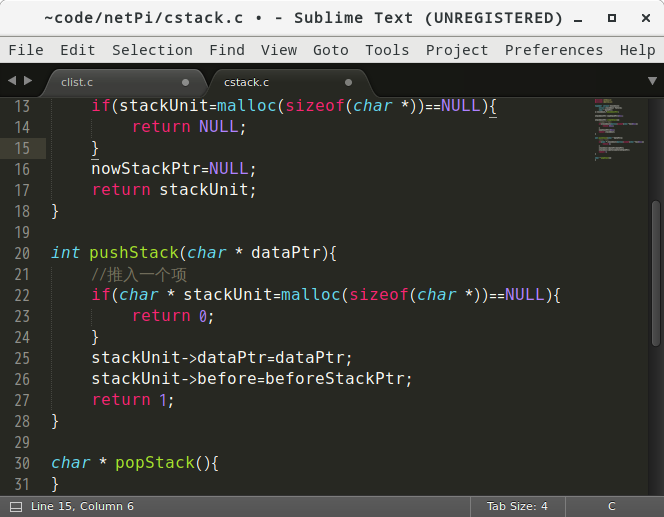 ~code/netPi/cstack.c • - Sublime Text (UNREGISTERED)
File Edit Selection Find View Goto Tools Project Preferences Help
clist.c cstack.c
13 if(stackUnit=malloc(sizeof(char *))==NULL){
14 return NULL;
15 }
16 nowStackPtr=NULL;
17 return stackUnit;
18 }
19
20 int pushStack(char * dataPtr){
21 //推入一个项
22 if(char * stackUnit=malloc(sizeof(char *))==NULL){
23 return 0;
24 }
25 stackUnit->dataPtr=dataPtr;
26 stackUnit->before=beforeStackPtr;
27 return 1;
28 }
29
30 char * popStack(){
31 }
Line 15, Column 6 Tab Size: 4 C